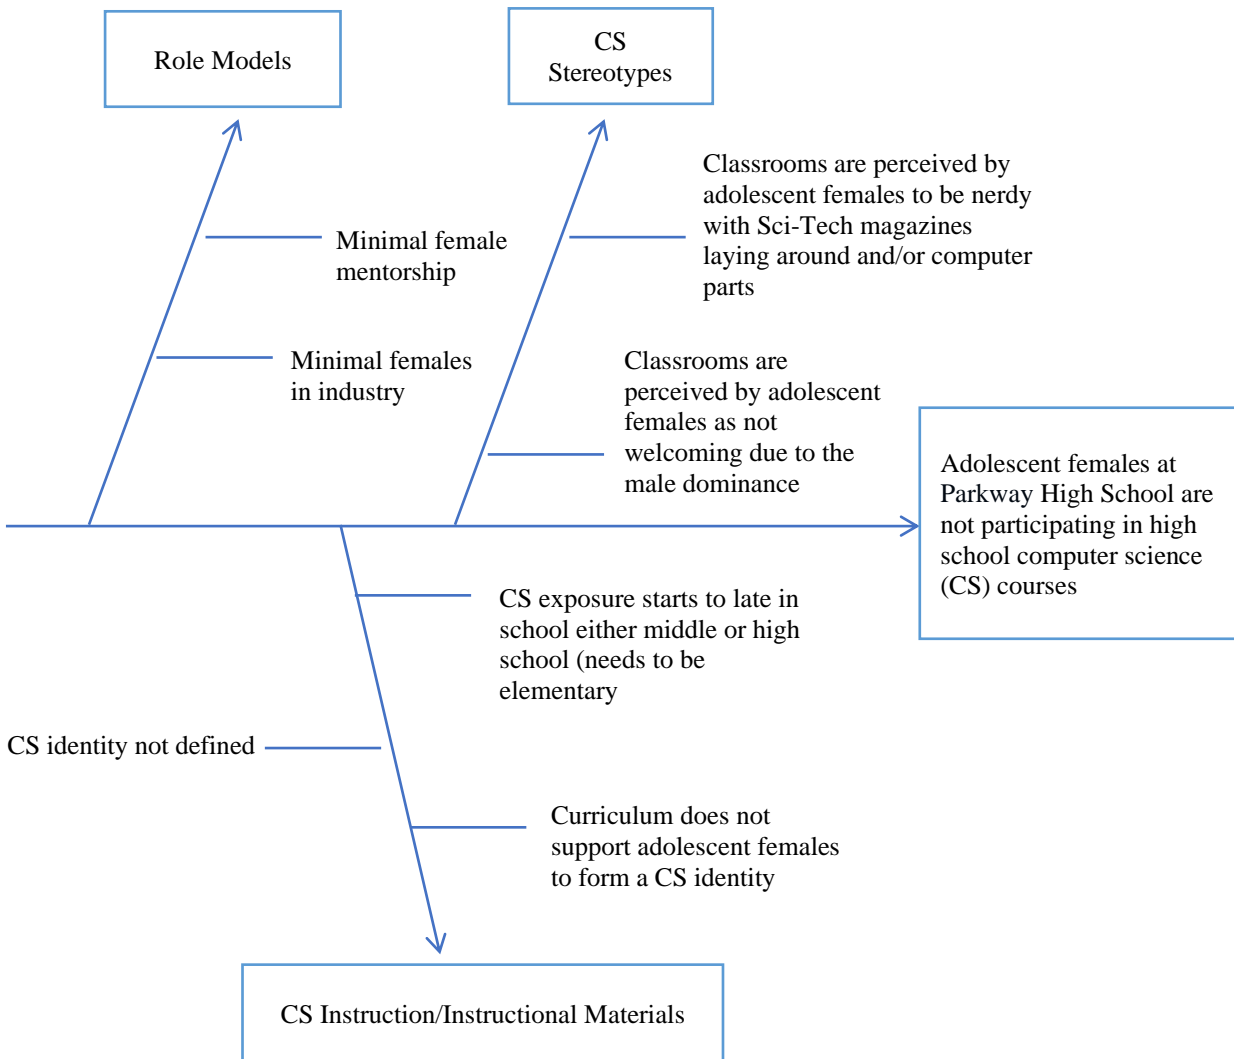 Role Models
CS
Stereotypes
Classrooms are perceived by
adolescent females to be nerdy
with Sci-Tech magazines
laying around and/or computer
parts
Minimal female
mentorship
Minimal females
in industry
Classrooms are
perceived by adolescent
females as not
welcoming due to the
male dominance
Adolescent females at
Parkway High School are
not participating in high
school computer science
(CS) courses
CS exposure starts to late in
school either middle or high
school (needs to be
elementary
CS identity not defined
Curriculum does not
support adolescent females
to form a CS identity
CS Instruction/Instructional Materials